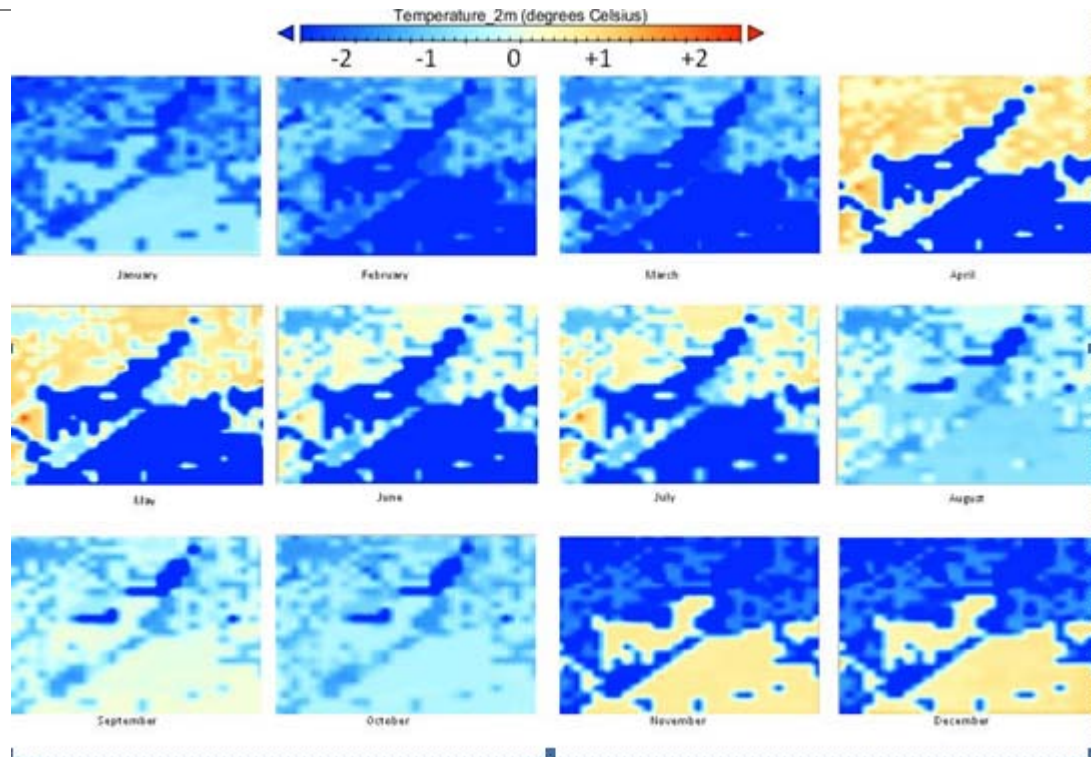 Temperature_2m (degrees Celsius)
-2 -1 0 +1 +2
January February March April
May June July August
September October November December